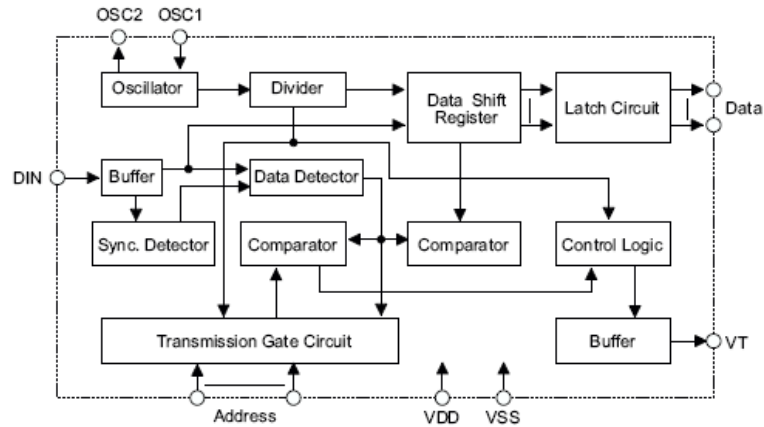 OSC2 OSC1
Oscillator
Divider
Data Shift
Register
Latch Circuit
Data
DIN
Buffer
Data Detector
Sync. Detector
Comparator
Comparator
Control Logic
Transmission Gate Circuit
Buffer
VT
Address
VDD
VSS